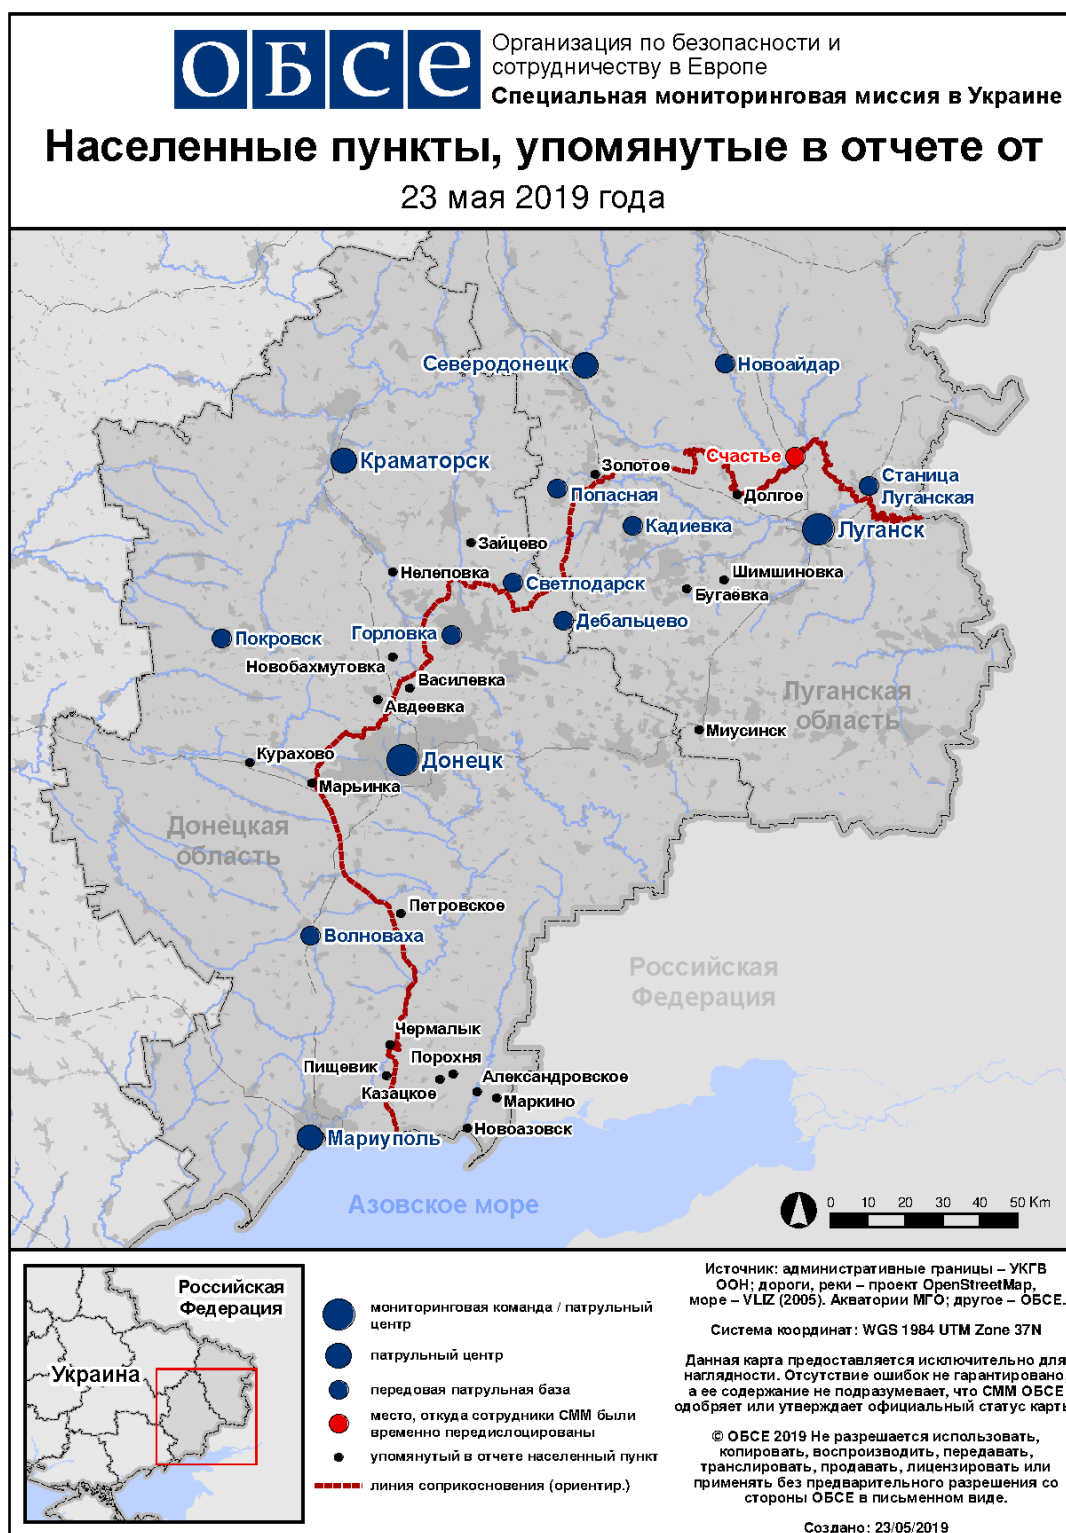 ОБСЕ
Организация по безопасности и
сотрудничеству в Европе
Специальная мониторинговая миссия в Украине
Населенные пункты, упомянутые в отчете от
23 мая 2019 года
Северодонецк
Новоайдар
Счастье
Краматорск
Золотое
Станица
Луганская
Попасная
Долгое
Кадиевка
Луганск
Зайцево
Нелеповка
Светлодарск
Шимшиновка
Бугаёвка
Дебальцево
Покровск
Горловка
Новобахмутовка
Василевка
Авдеевка
Луганская
область
Миусинск
Курахово
Донецк
Марьинка
Донецкая
область
Петровское
Волноваха
Российская
Федерация
Чермалык
Порохня
Пищевик
Александровское
Казацкое
Маркино
Новоазовск
Мариуполь
Азовское море
0 10 20 30 40 50 Km
Российская
Федерация
Украина
мониторинговая команда / патрульный
центр
патрульный центр
передовая патрульная база
место, откуда сотрудники СММ были
временно передислоцированы
упомянутый в отчете населенный пункт
линия соприкосновения (ориентир.)
Источник: административные границы – УКГВ
ООН; дороги, реки – проект OpenStreetMap,
море – VLIZ (2005). Акватории МГО; другое – ОБСЕ.
Система координат: WGS 1984 UTM Zone 37N
Данная карта предоставляется исключительно для
наглядности. Отсутствие ошибок не гарантировано,
а ее содержание не подразумевает, что СММ ОБСЕ
одобряет или утверждает официальный статус карты
© ОБСЕ 2019 Не разрешается использовать,
копировать, воспроизводить, передавать,
транслировать, продавать, лицензировать или
применять без предварительного разрешения со
стороны ОБСЕ в письменном виде.
Создано: 23/05/2019